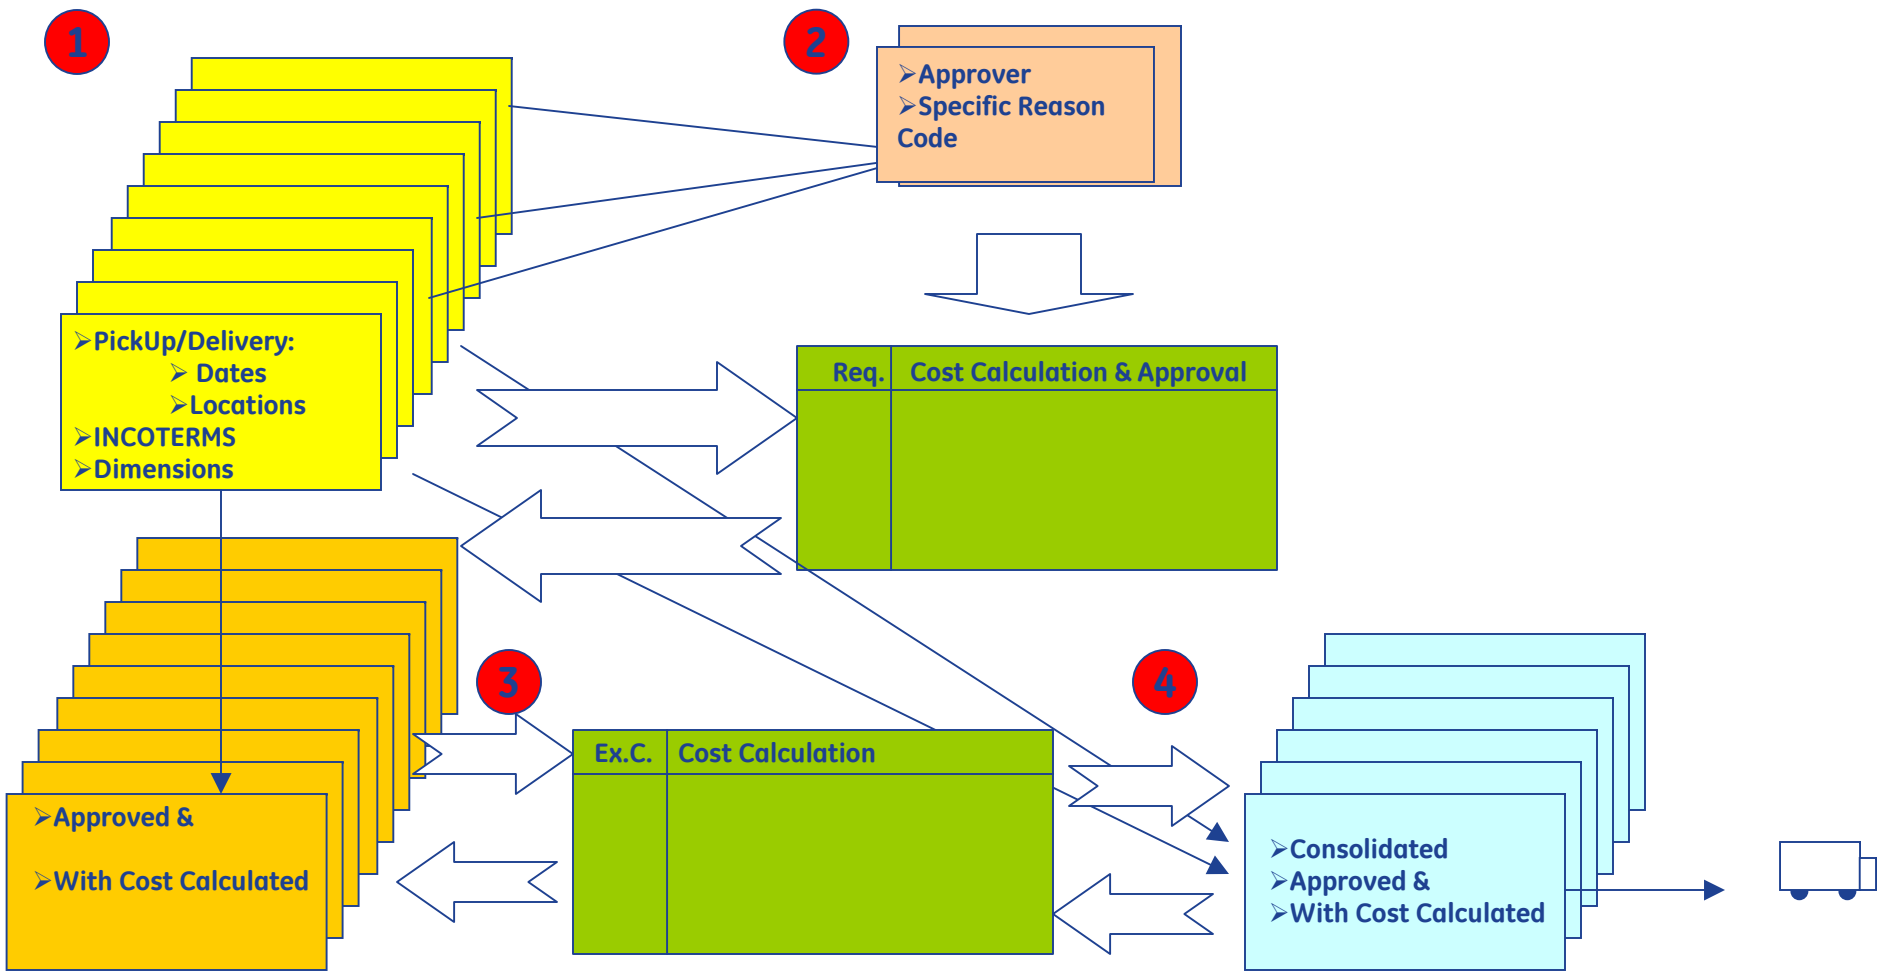 1
2
➢Approver
➢Specific Reason
Code
➢PickUp/Delivery:
➢ Dates
➢Locations
➢INCOTERMS
➢Dimensions
Req. Cost Calculation & Approval
3
4
Ex.C. Cost Calculation
➢Approved &
➢With Cost Calculated
➢Consolidated
➢Approved &
➢With Cost Calculated